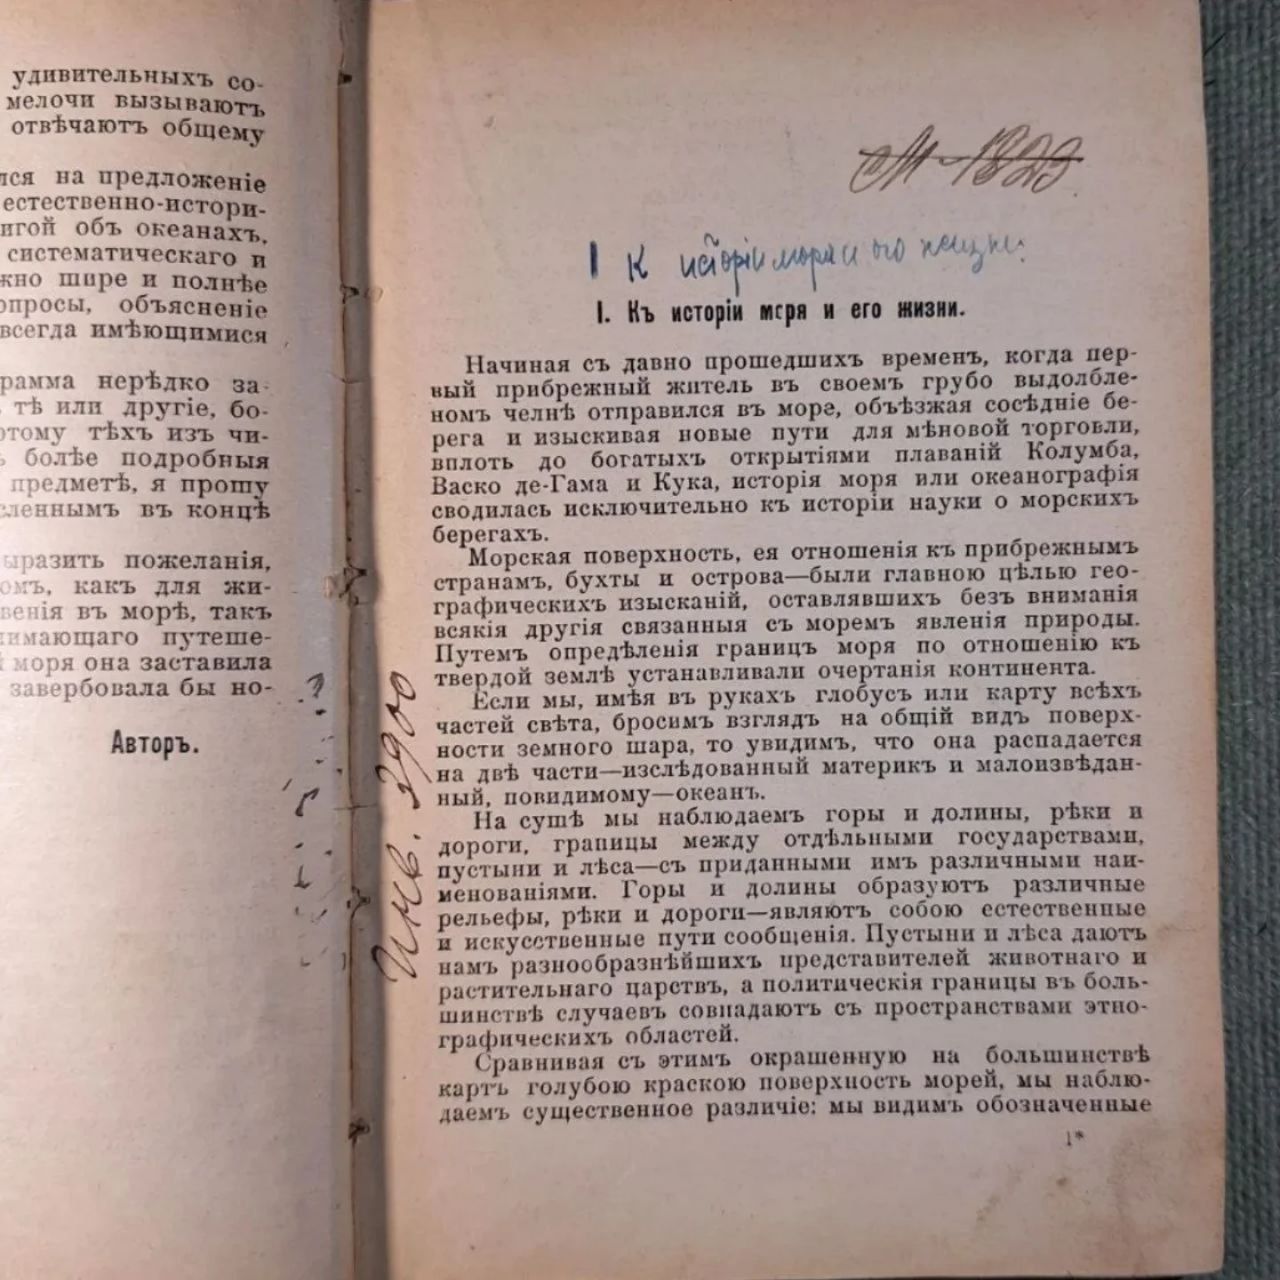 удивительныхъ со-
мелочи вызываютъ
отвѣчаютъ общему
лся на предложеніе
естественно-истори-
игой объ океанахъ,
систематическаго и
жно шире и полнѣе
опросы, объясненіе
всегда имѣющимися
рамма нерѣдко за-
тѣ или другіе, бо-
отому тѣхъ изъ чи-
ь болѣе подробныя
предметѣ, я прошу
сленнымъ въ концѣ
ыразить пожеланія,
омъ, какъ для жи-
венія въ морѣ, такъ
нимающаго путеше-
й моря она заставила
завербовала бы но-
Авторъ.
М-1823
I К исторіи моря и его жизни.
I. Къ исторіи моря и его жизни.
Начиная съ давно прошедшихъ временъ, когда пер-
вый прибрежный житель въ своемъ грубо выдолбле-
номъ челнѣ отправился въ море, объѣзжая сосѣдніе бе-
рега и изыскивая новые пути для мѣновой торговли,
вплоть до богатыхъ открытіями плаваній Колумба,
Васко де-Гама и Кука, исторія моря или океанографія
сводилась исключительно къ исторіи науки о морскихъ
берегахъ.
Морская поверхность, ея отношенія къ прибрежнымъ
странамъ, бухты и острова—были главною цѣлью гео-
графическихъ изысканій, оставлявшихъ безъ вниманія
всякія другія связанныя съ моремъ явленія природы.
Путемъ опредѣленія границъ моря по отношенію къ
твердой землѣ устанавливали очертанія континента.
Если мы, имѣя въ рукахъ глобусъ или карту всѣхъ
частей свѣта, бросимъ взглядъ на общій видъ поверх-
ности земного шара, то увидимъ, что она распадается
на двѣ части—изслѣдованный материкъ и малоизвѣдан-
ный, повидимому—океанъ.
На сушѣ мы наблюдаемъ горы и долины, рѣки и
дороги, границы между отдѣльными государствами,
пустыни и лѣса—съ приданными имъ различными наи-
менованіями. Горы и долины образуютъ различные
рельефы, рѣки и дороги—являютъ собою естественные
и искусственные пути сообщенія. Пустыни и лѣса даютъ
намъ разнообразнѣйшихъ представителей животнаго и
растительнаго царствъ, а политическія границы въ боль-
шинствѣ случаевъ совпадаютъ съ пространствами этно-
графическихъ областей.
Сравнивая съ этимъ окрашенную на большинствѣ
картъ голубою краскою поверхность морей, мы наблю-
даемъ существенное различіе: мы видимъ обозначенные
1*
Инв. 3900